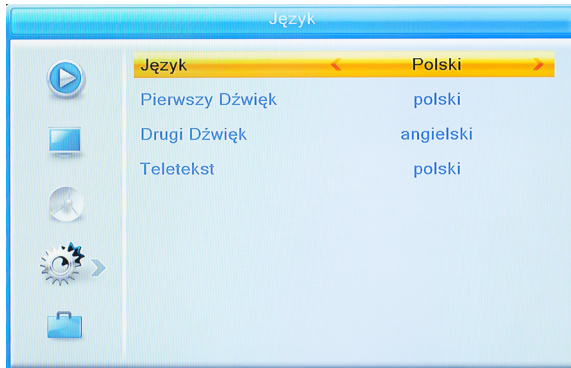 Język
Język Polski
Pierwszy Dźwięk polski
Drugi Dźwięk angielski
Teletekst polski